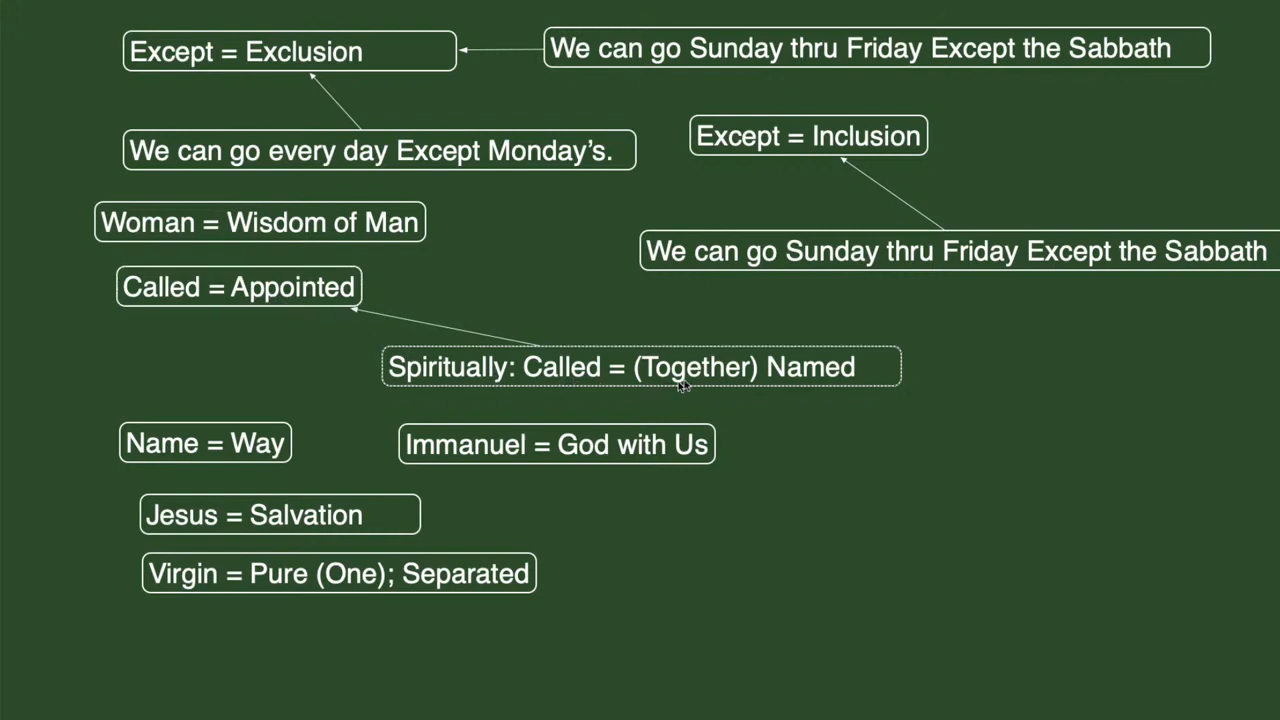 Except = Exclusion
We can go Sunday thru Friday Except the Sabbath
We can go every day Except Monday’s.
Except = Inclusion
Woman = Wisdom of Man
We can go Sunday thru Friday Except the Sabbath
Called = Appointed
Spiritually: Called = (Together) Named
Name = Way
Immanuel = God with Us
Jesus = Salvation
Virgin = Pure (One); Separated